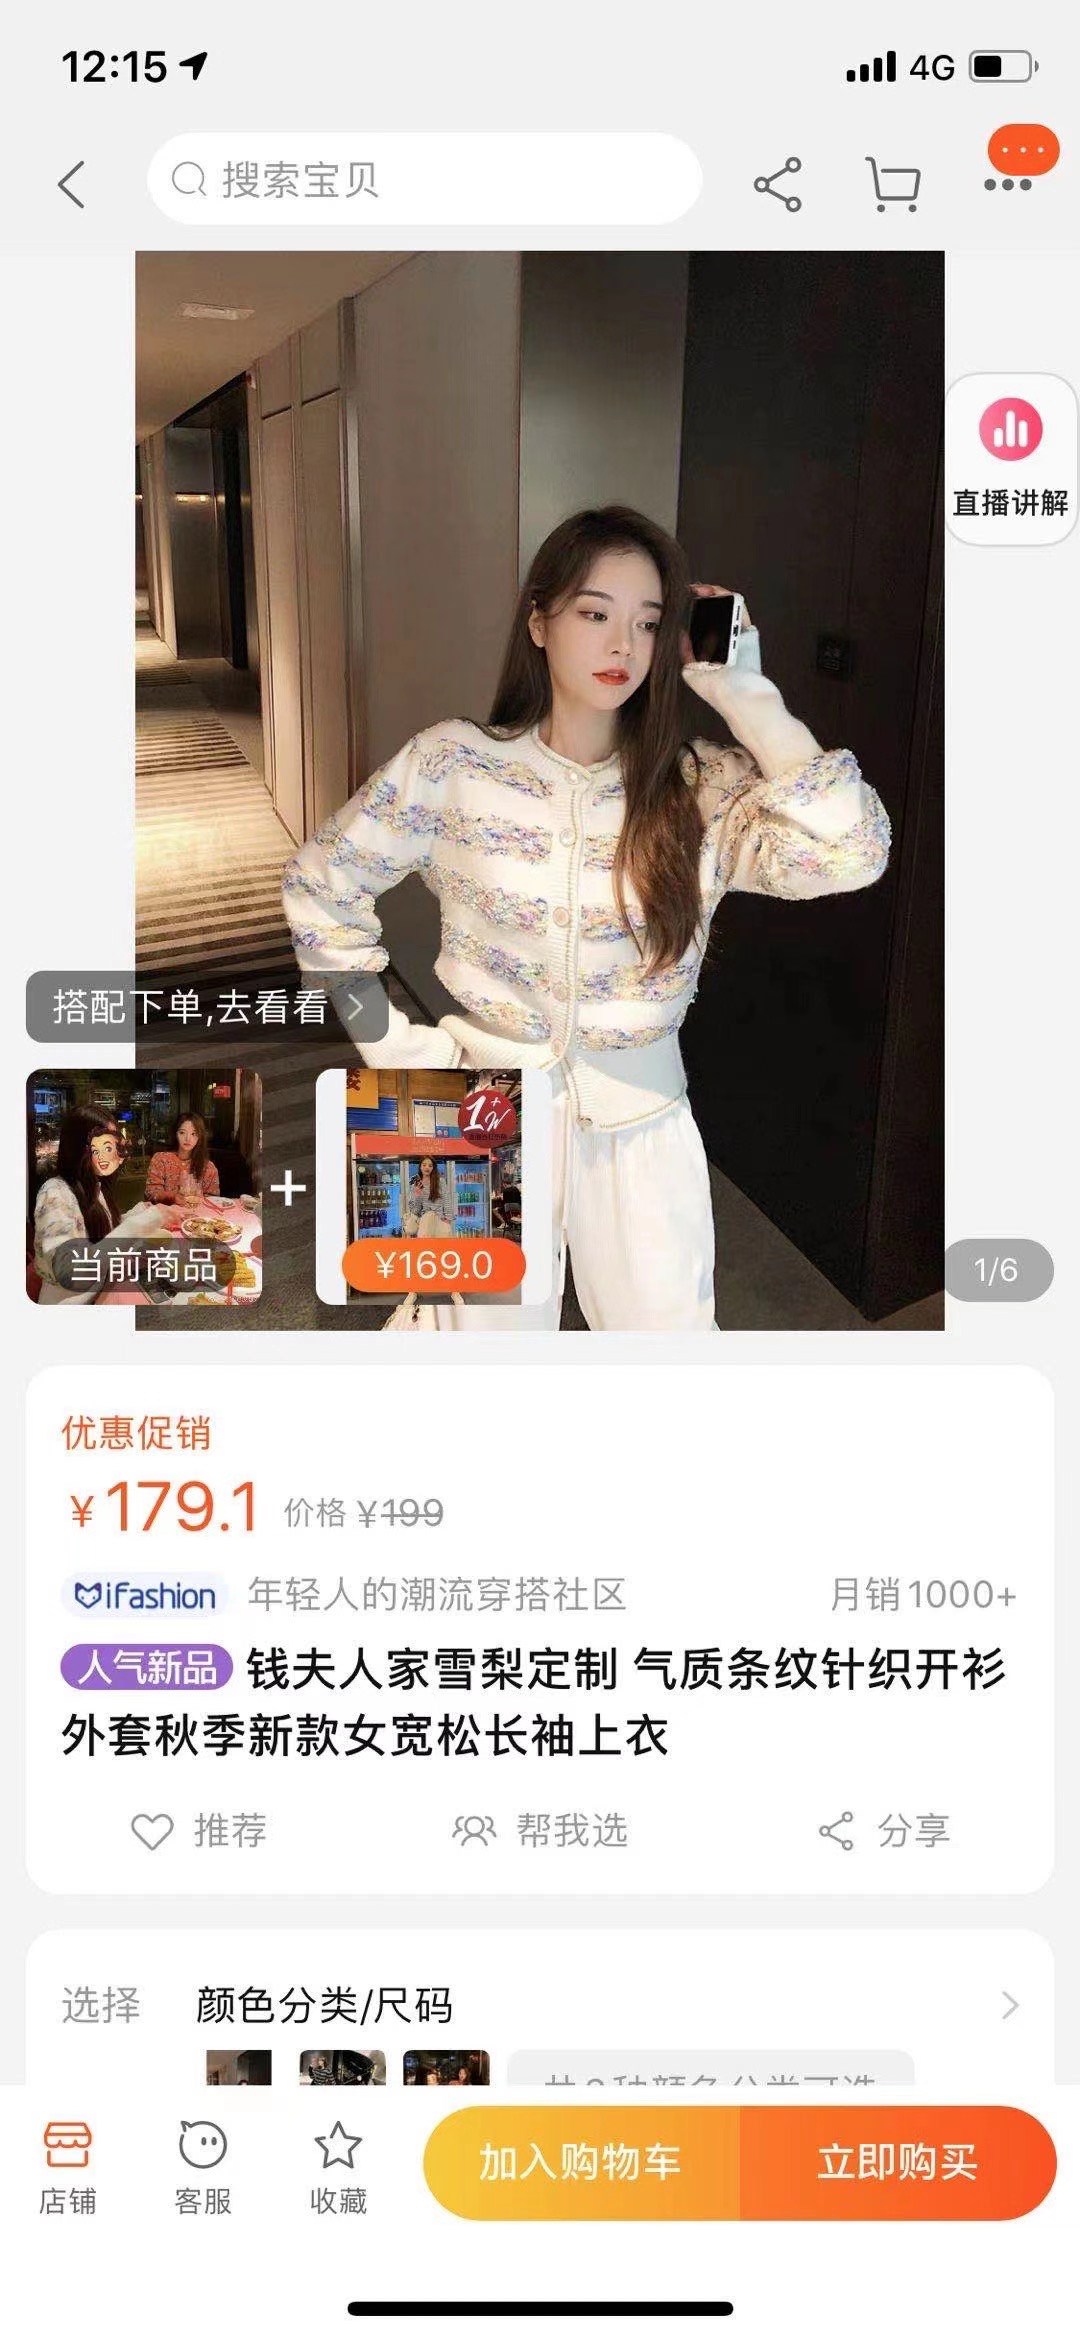 12:15
4G
搜索宝贝
直播讲解
搭配下单,去看看
1+
W
当前商品
¥169.0
1/6
优惠促销
¥179.1 价格 ¥199
iFashion 年轻人的潮流穿搭社区 月销1000+
人气新品 钱夫人家雪梨定制 气质条纹针织开衫
外套秋季新款女宽松长袖上衣
推荐 帮我选 分享
选择 颜色分类/尺码
店铺 客服 收藏 加入购物车 立即购买